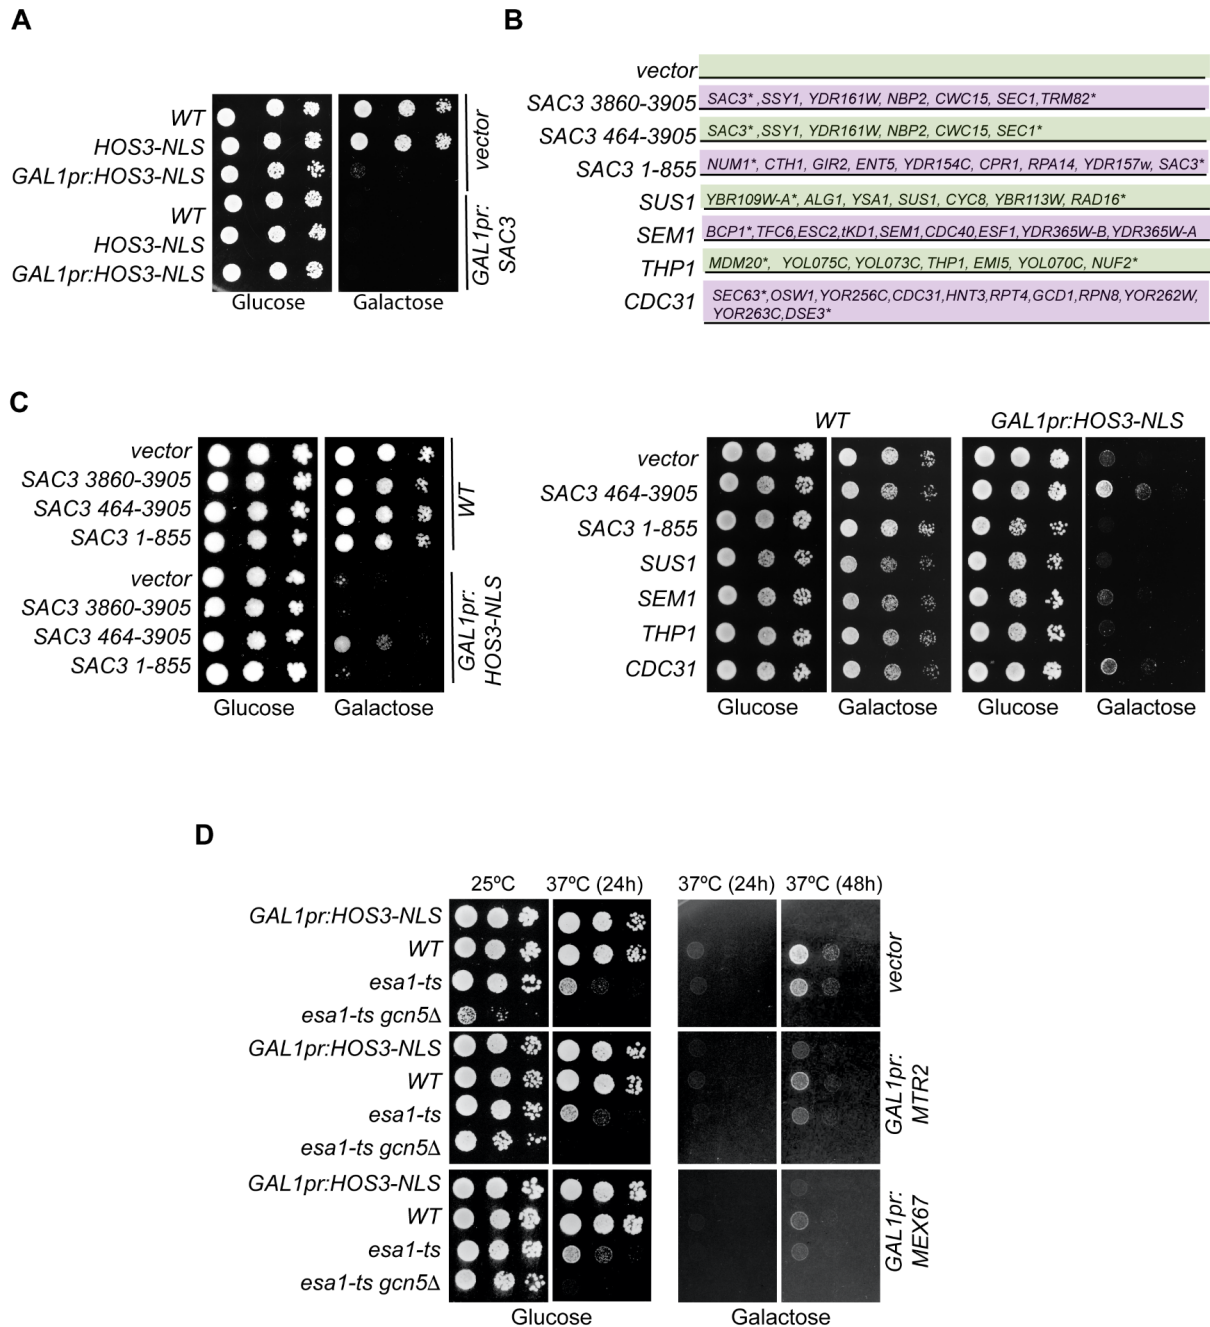 A
WT
HOS3-NLS
GAL1pr:HOS3-NLS
WT
HOS3-NLS
GAL1pr:HOS3-NLS
vector
GAL1pr:
SAC3
Glucose
Galactose
B
vector
SAC3 3860-3905
SAC3* ,SSY1, YDR161W, NBP2, CWC15, SEC1,TRM82*
SAC3 464-3905
SAC3* ,SSY1, YDR161W, NBP2, CWC15, SEC1*
SAC3 1-855
NUM1*, CTH1, GIR2, ENT5, YDR154C, CPR1, RPA14, YDR157w, SAC3*
SUS1
YBR109W-A*, ALG1, YSA1, SUS1, CYC8, YBR113W, RAD16*
SEM1
BCP1*,TFC6,ESC2,tKD1,SEM1,CDC40,ESF1,YDR365W-B,YDR365W-A
THP1
MDM20*, YOL075C, YOL073C, THP1, EMI5, YOL070C, NUF2*
CDC31
SEC63*,OSW1,YOR256C,CDC31,HNT3,RPT4,GCD1,RPN8,YOR262W,
YOR263C,DSE3*
C
vector
SAC3 3860-3905
SAC3 464-3905
SAC3 1-855
vector
SAC3 3860-3905
SAC3 464-3905
SAC3 1-855
WT
GAL1pr:
HOS3-NLS
Glucose
Galactose
WT
GAL1pr:HOS3-NLS
vector
SAC3 464-3905
SAC3 1-855
SUS1
SEM1
THP1
CDC31
Glucose
Galactose
Glucose
Galactose
D
25ºC
37ºC (24h)
37ºC (24h)
37ºC (48h)
GAL1pr:HOS3-NLS
WT
esa1-ts
esa1-ts gcn5Δ
vector
GAL1pr:HOS3-NLS
WT
esa1-ts
esa1-ts gcn5Δ
GAL1pr:
MTR2
GAL1pr:HOS3-NLS
WT
esa1-ts
esa1-ts gcn5Δ
GAL1pr:
MEX67
Glucose
Galactose